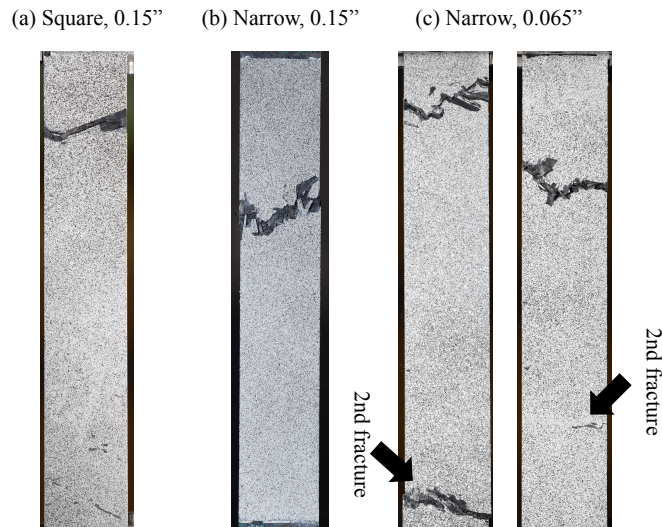 (a) Square, 0.15”
(b) Narrow, 0.15”
(c) Narrow, 0.065”
2nd fracture
2nd fracture